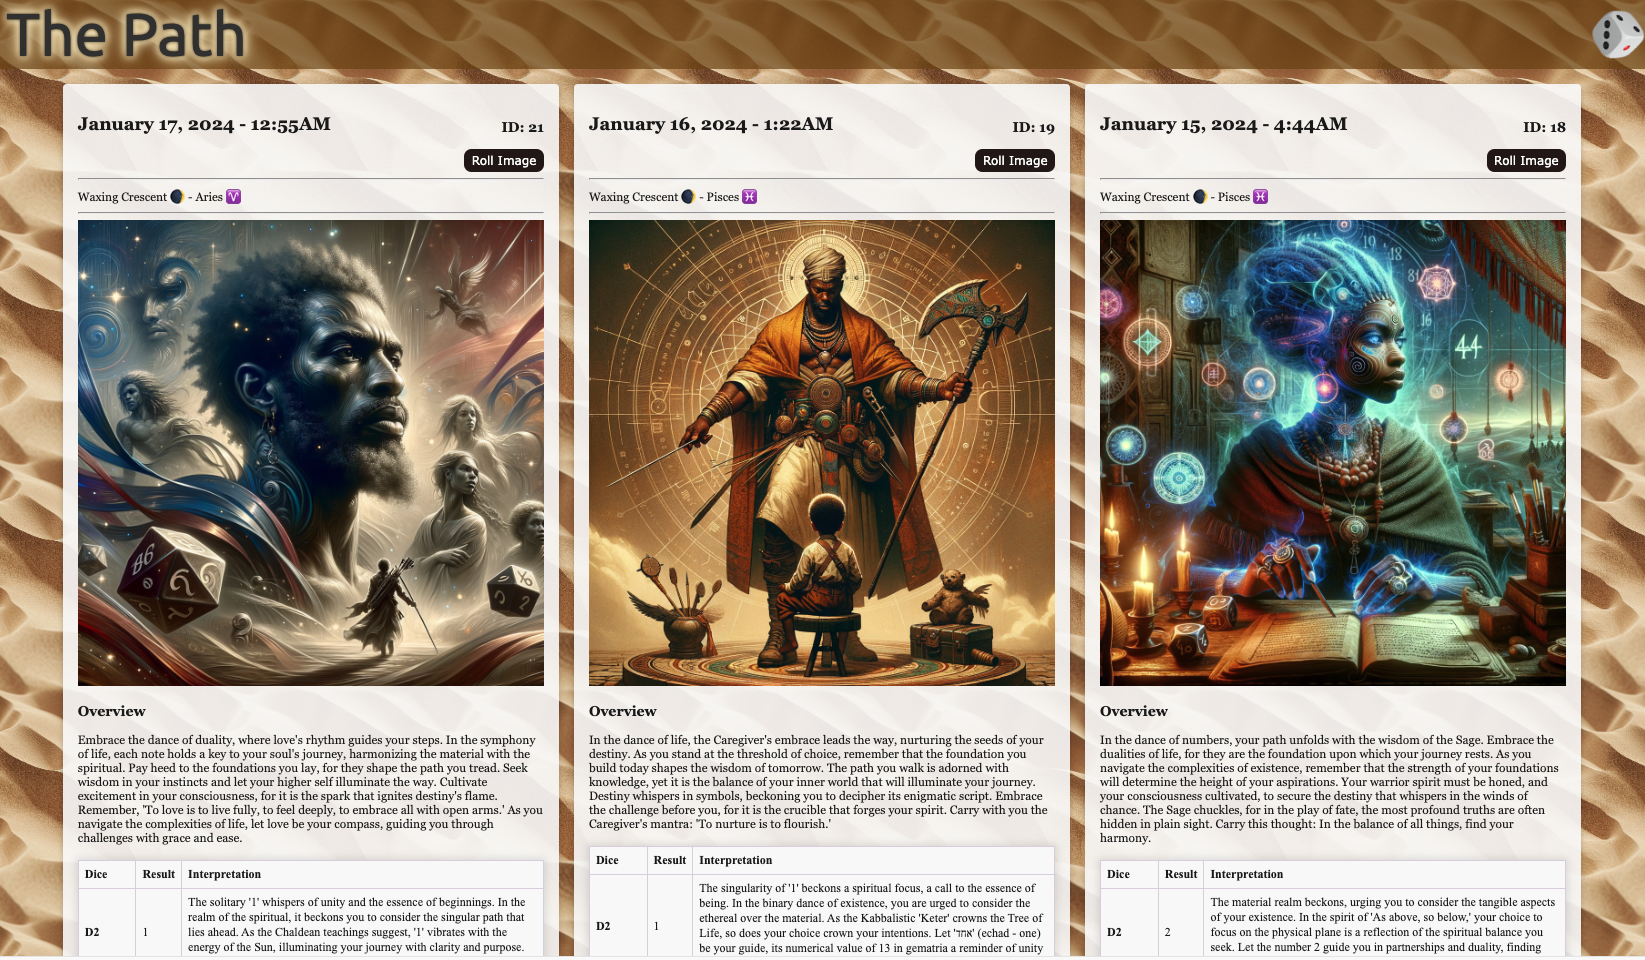 The Path
January 17, 2024 - 12:55AM
ID: 21
Roll Image
Waxing Crescent 🌒 - Aries ♈
Overview
Embrace the dance of duality, where love's rhythm guides your steps. In the symphony
of life, each note holds a key to your soul's journey, harmonizing the material with the
spiritual. Pay heed to the foundations you lay, for they shape the path you tread. Seek
wisdom in your instincts and let your higher self illuminate the way. Cultivate
excitement in your consciousness, for it is the spark that ignites destiny's flame.
Remember, 'To love is to live fully, to feel deeply, to embrace all with open arms.' As you
navigate the complexities of life, let love be your compass, guiding you through
challenges with grace and ease.
Dice Result Interpretation
D2 1 The solitary '1' whispers of unity and the essence of beginnings. In the
realm of the spiritual, it beckons you to consider the singular path that
lies ahead. As the Chaldean teachings suggest, '1' vibrates with the
energy of the Sun, illuminating your journey with clarity and purpose.
January 16, 2024 - 1:22AM
ID: 19
Roll Image
Waxing Crescent 🌒 - Pisces ♓
Overview
In the dance of life, the Caregiver's embrace leads the way, nurturing the seeds of your
destiny. As you stand at the threshold of choice, remember that the foundation you
build today shapes the wisdom of tomorrow. The path you walk is adorned with
knowledge, yet it is the balance of your inner world that will illuminate your journey.
Destiny whispers in symbols, beckoning you to decipher its enigmatic script. Embrace
the challenge before you, for it is the crucible that forges your spirit. Carry with you the
Caregiver's mantra: 'To nurture is to flourish.'
Dice Result Interpretation
D2 1 The singularity of '1' beckons a spiritual focus, a call to the essence of
being. In the binary dance of existence, you are urged to consider the
ethereal over the material. As the Kabbalistic 'Keter' crowns the Tree of
Life, so does your choice crown your intentions. Let 'אחד' (echad - one)
be your guide, its numerical value of 13 in gematria a reminder of unity
January 15, 2024 - 4:44AM
ID: 18
Roll Image
Waxing Crescent 🌒 - Pisces ♓
10
18
81
16
44
Overview
In the dance of numbers, your path unfolds with the wisdom of the Sage. Embrace the
dualities of life, for they are the foundation upon which your journey rests. As you
navigate the complexities of existence, remember that the strength of your foundations
will determine the height of your aspirations. Your warrior spirit must be honed, and
your consciousness cultivated, to secure the destiny that whispers in the winds of
chance. The Sage chuckles, for in the play of fate, the most profound truths are often
hidden in plain sight. Carry this thought: In the balance of all things, find your
harmony.
Dice Result Interpretation
D2 2 The material realm beckons, urging you to consider the tangible aspects
of your existence. In the spirit of 'As above, so below,' your choice to
focus on the physical plane is a reflection of the spiritual balance you
seek. Let the number 2 guide you in partnerships and duality, finding